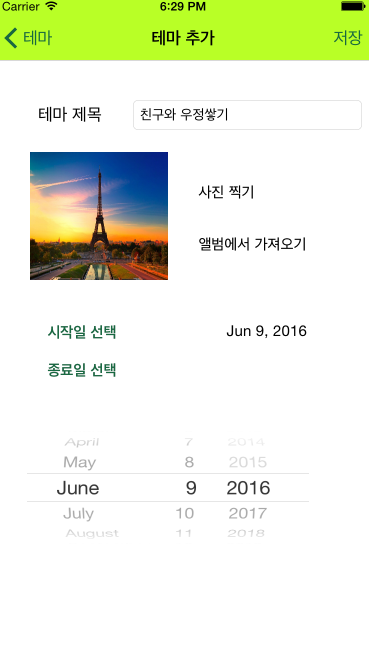 Carrier 6:29 PM
테마 테마 추가 저장
테마 제목 친구와 우정쌓기
사진 찍기
앨범에서 가져오기
시작일 선택 Jun 9, 2016
종료일 선택
April 7 2014
May 8 2015
June 9 2016
July 10 2017
August 11 2018